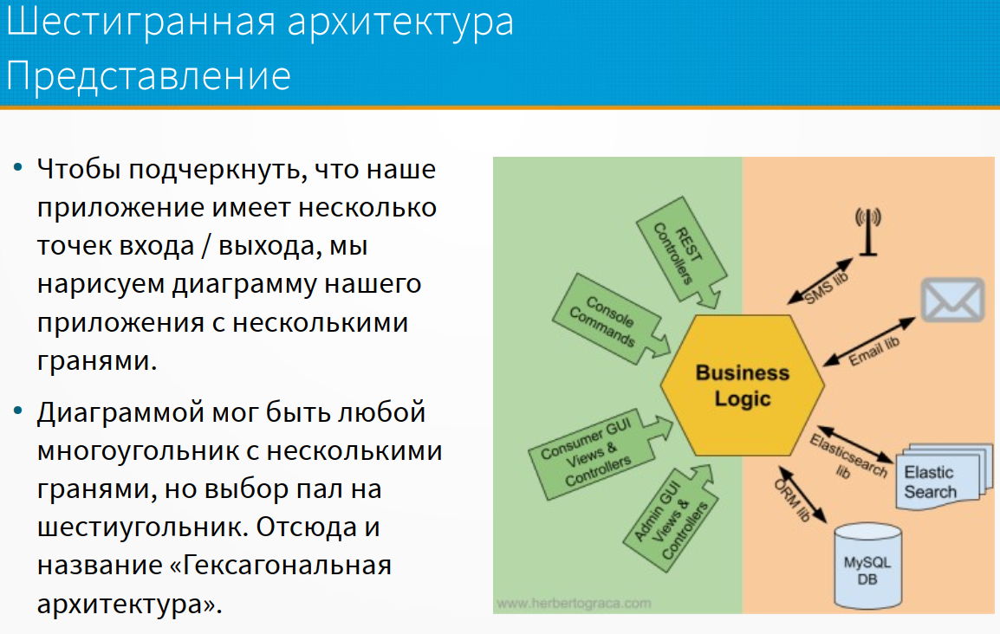 Шестигранная архитектура
Представление
• Чтобы подчеркнуть, что наше
приложение имеет несколько
точек входа / выхода, мы
нарисуем диаграмму нашего
приложения с несколькими
гранями.
• Диаграммой мог быть любой
многоугольник с несколькими
гранями, но выбор пал на
шестиугольник. Отсюда и
название «Гексагональная
архитектура».
REST
Controllers
Console
Commands
Consumer GUI
Views &
Controllers
Admin GUI
Views &
Controllers
Business
Logic
SMS lib
Email lib
Elasticsearch
lib
Elastic
Search
ORM lib
MySQL
DB
www.herbertograca.com